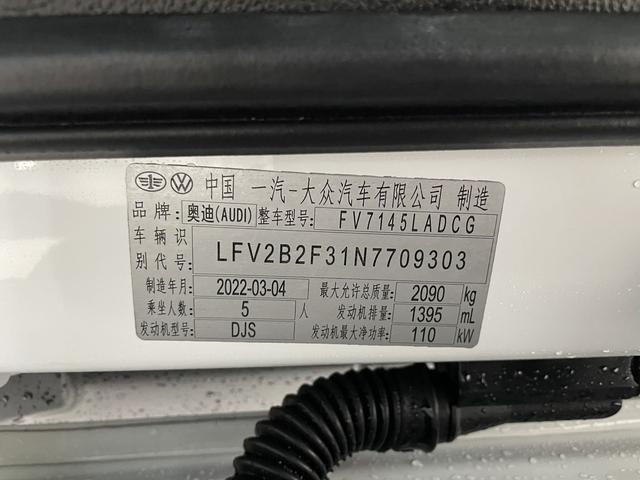 中国 一汽-大众汽车有限公司 制造
品牌: 奥迪(AUDI) 整车型号: FV7145LADCG
车辆识别代号: LFV2B2F31N7709303
制造年月: 2022-03-04 最大允许总质量: 2090 kg
乘坐人数: 5 人 发动机排量: 1395 mL
发动机型号: DJS 发动机最大净功率: 110 kW